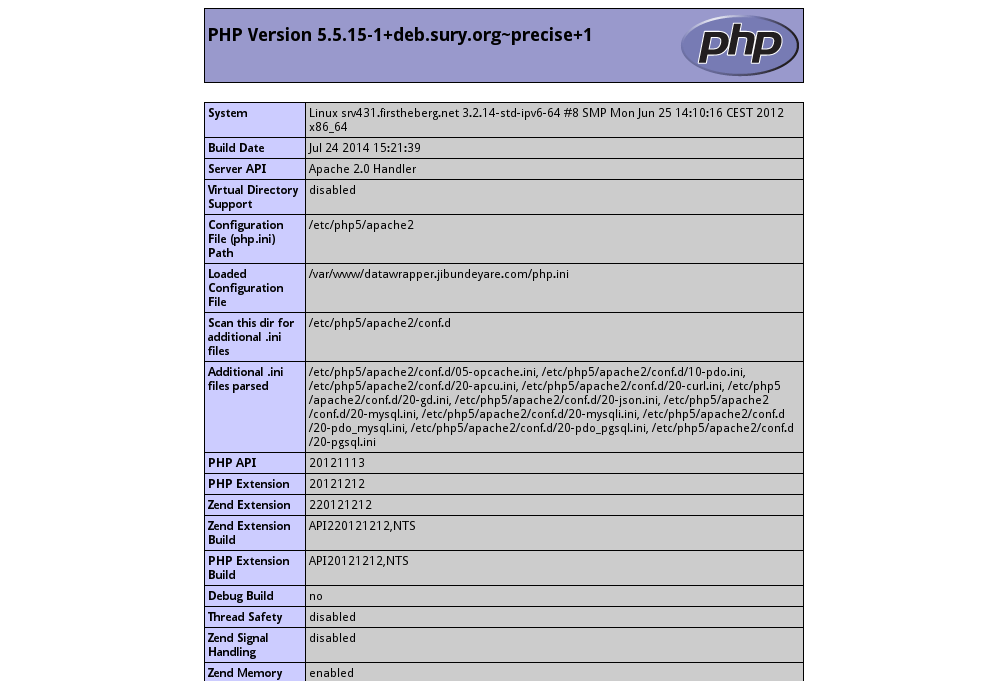 PHP Version 5.5.15-1+deb.sury.org~precise+1
php
System
Linux srv431.firstheberg.net 3.2.14-std-ipv6-64 #8 SMP Mon Jun 25 14:10:16 CEST 2012
x86_64
Build Date
Jul 24 2014 15:21:39
Server API
Apache 2.0 Handler
Virtual Directory
Support
disabled
Configuration
File (php.ini)
Path
/etc/php5/apache2
Loaded
Configuration
File
/var/www/datawrapper.jibundeyare.com/php.ini
Scan this dir for
additional .ini
files
/etc/php5/apache2/conf.d
Additional .ini
files parsed
/etc/php5/apache2/conf.d/05-opcache.ini, /etc/php5/apache2/conf.d/10-pdo.ini,
/etc/php5/apache2/conf.d/20-apcu.ini, /etc/php5/apache2/conf.d/20-curl.ini, /etc/php5
/apache2/conf.d/20-gd.ini, /etc/php5/apache2/conf.d/20-json.ini, /etc/php5/apache2
/conf.d/20-mysql.ini, /etc/php5/apache2/conf.d/20-mysqli.ini, /etc/php5/apache2/conf.d
/20-pdo_mysql.ini, /etc/php5/apache2/conf.d/20-pdo_pgsql.ini, /etc/php5/apache2/conf.d
/20-pgsql.ini
PHP API
20121113
PHP Extension
20121212
Zend Extension
220121212
Zend Extension
Build
API220121212,NTS
PHP Extension
Build
API20121212,NTS
Debug Build
no
Thread Safety
disabled
Zend Signal
Handling
disabled
Zend Memory
enabled